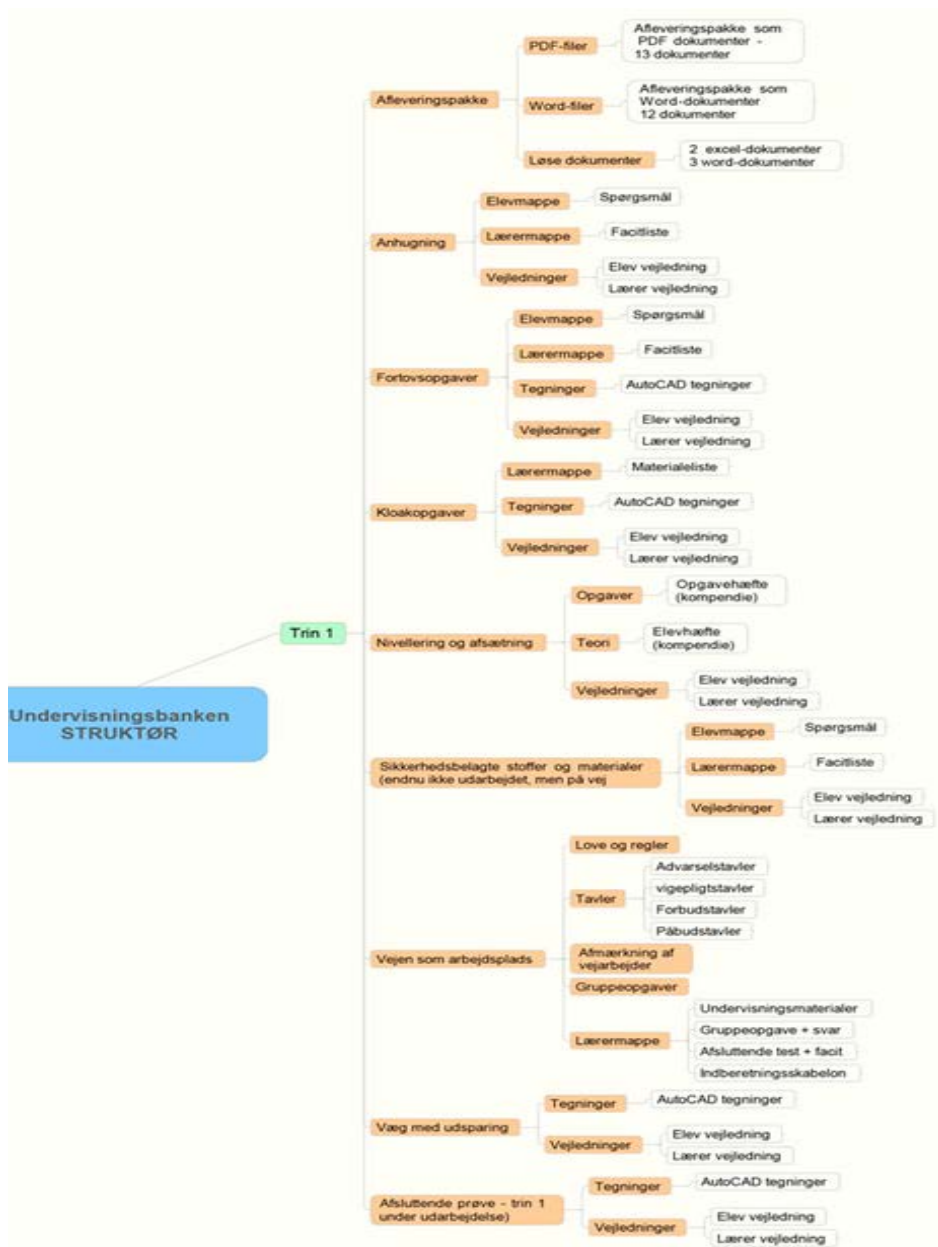 Undervisningsbanken
STRUKTØR
Trin 1
Afleveringspakke
PDF-filer
Afleveringspakke som
PDF dokumenter -
13 dokumenter
Word-filer
Afleveringspakke som
Word-dokumenter
12 dokumenter
Løse dokumenter
2 excel-dokumenter
3 word-dokumenter
Anhugning
Elevmappe
Spørgsmål
Lærermappe
Facitliste
Vejledninger
Elev vejledning
Lærer vejledning
Fortovsopgaver
Elevmappe
Spørgsmål
Lærermappe
Facitliste
Tegninger
AutoCAD tegninger
Vejledninger
Elev vejledning
Lærer vejledning
Kloakopgaver
Lærermappe
Materialeliste
Tegninger
AutoCAD tegninger
Vejledninger
Elev vejledning
Lærer vejledning
Nivellering og afsætning
Opgaver
Opgavehæfte
(kompendie)
Teori
Elevhæfte
(kompendie)
Vejledninger
Elev vejledning
Lærer vejledning
Sikkerhedsbelagte stoffer og materialer
(endnu ikke udarbejdet, men på vej
Elevmappe
Spørgsmål
Lærermappe
Facitliste
Vejledninger
Elev vejledning
Lærer vejledning
Vejen som arbejdsplads
Love og regler
Tavler
Advarselstavler
vigepligtstavler
Forbudstavler
Påbudstavler
Afmærkning af
vejarbejder
Gruppeopgaver
Lærermappe
Undervisningsmaterialer
Gruppeopgave + svar
Afsluttende test + facit
Indberetningsskabelon
Væg med udsparing
Tegninger
AutoCAD tegninger
Vejledninger
Elev vejledning
Lærer vejledning
Afsluttende prøve - trin 1
under udarbejdelse)
Tegninger
AutoCAD tegninger
Vejledninger
Elev vejledning
Lærer vejledning